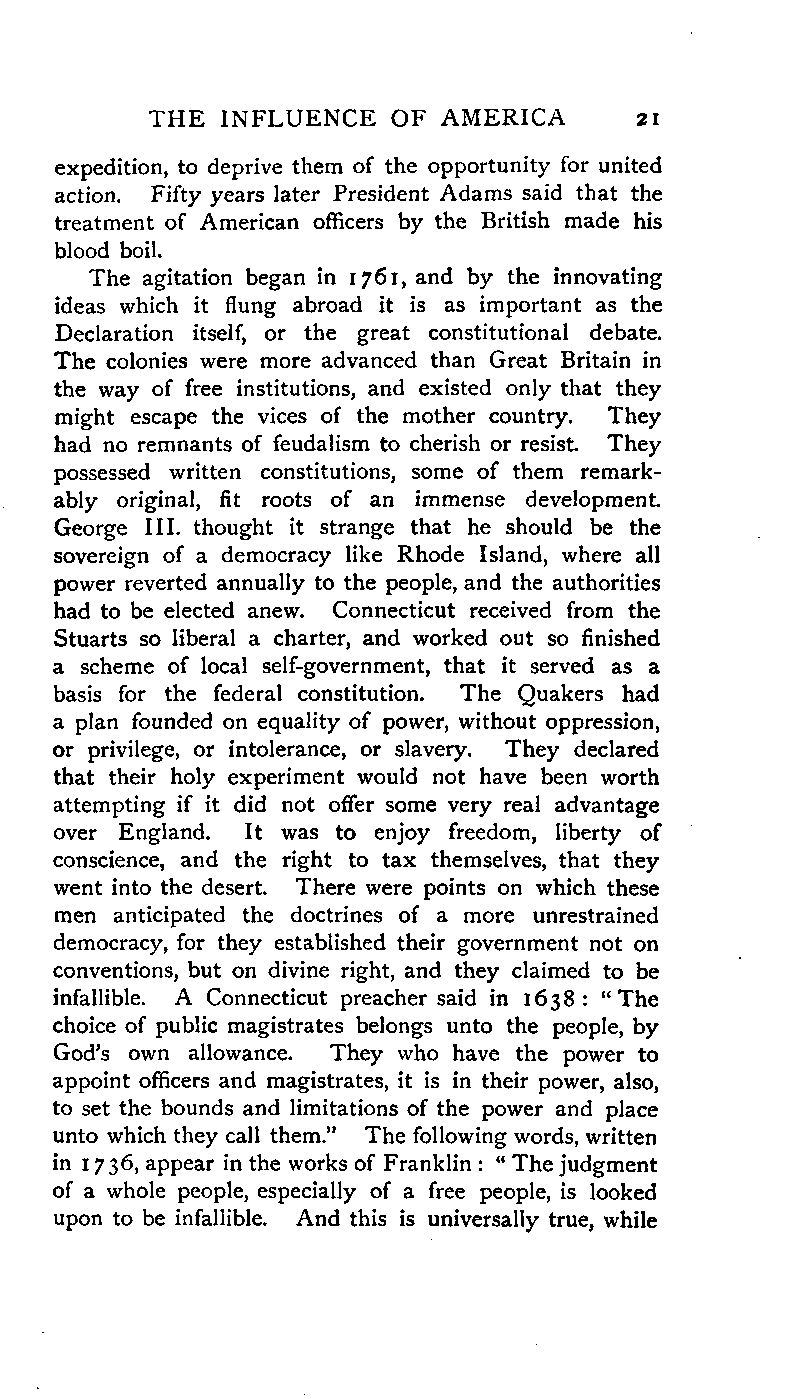 THE INFLUENCE OF AMERICA 21
expedition, to deprive them of the opportunity for united
action. Fifty years later President Adams said that the
treatment of American officers by the British made his
blood boil.
The agitation began in 1761, and by the innovating
ideas which it flung abroad it is as important as the
Declaration itself, or the great constitutional debate.
The colonies were more advanced than Great Britain in
the way of free institutions, and existed only that they
might escape the vices of the mother country. They
had no remnants of feudalism to cherish or resist. They
possessed written constitutions, some of them remark-
ably original, fit roots of an immense development.
George III. thought it strange that he should be the
sovereign of a democracy like Rhode Island, where all
power reverted annually to the people, and the authorities
had to be elected anew. Connecticut received from the
Stuarts so liberal a charter, and worked out so finished
a scheme of local self-government, that it served as a
basis for the federal constitution. The Quakers had
a plan founded on equality of power, without oppression,
or privilege, or intolerance, or slavery. They declared
that their holy experiment would not have been worth
attempting if it did not offer some very real advantage
over England. It was to enjoy freedom, liberty of
conscience, and the right to tax themselves, that they
went into the desert. There were points on which these
men anticipated the doctrines of a more unrestrained
democracy, for they established their government not on
conventions, but on divine right, and they claimed to be
infallible. A Connecticut preacher said in 1638: "The
choice of public magistrates belongs unto the people, by
God's own allowance. They who have the power to
appoint officers and magistrates, it is in their power, also,
to set the bounds and limitations of the power and place
unto which they call them." The following words, written
in 1736, appear in the works of Franklin: "The judgment
of a whole people, especially of a free people, is looked
upon to be infallible. And this is universally true, while